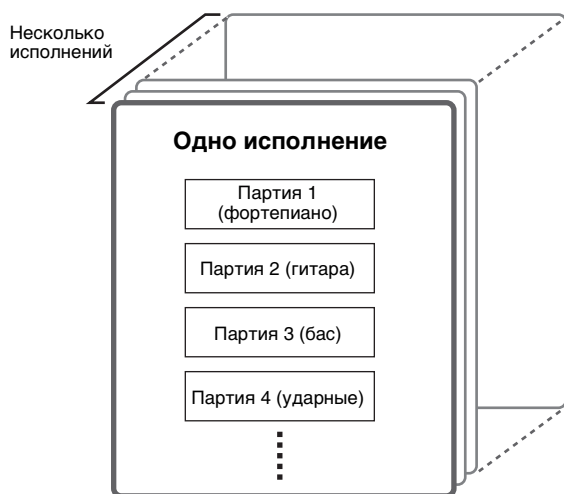 Несколько
исполнений
Одно исполнение
Партия 1
(фортепиано)
Партия 2 (гитара)
Партия 3 (бас)
Партия 4 (ударные)